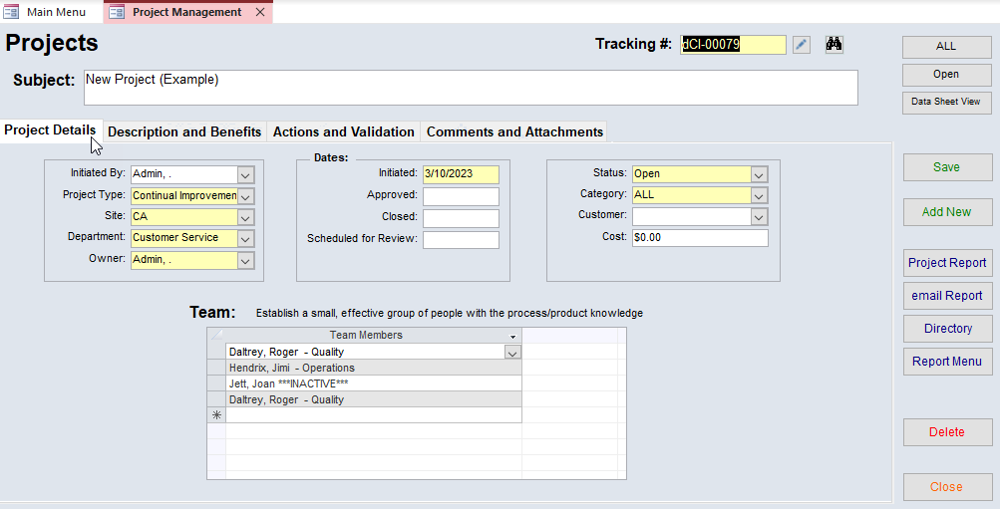 Main Menu
Project Management
Projects
Tracking #: dCI-00079
Subject: New Project (Example)
ALL
Open
Data Sheet View
Project Details
Description and Benefits
Actions and Validation
Comments and Attachments
Initiated By: Admin, .
Project Type: Continual Improvemen
Site: CA
Department: Customer Service
Owner: Admin, .
Dates:
Initiated: 3/10/2023
Approved:
Closed:
Scheduled for Review:
Status: Open
Category: ALL
Customer:
Cost: $0.00
Save
Add New
Project Report
email Report
Directory
Report Menu
Delete
Close
Team: Establish a small, effective group of people with the process/product knowledge
Team Members
Daltrey, Roger - Quality
Hendrix, Jimi - Operations
Jett, Joan ***INACTIVE***
Daltrey, Roger - Quality